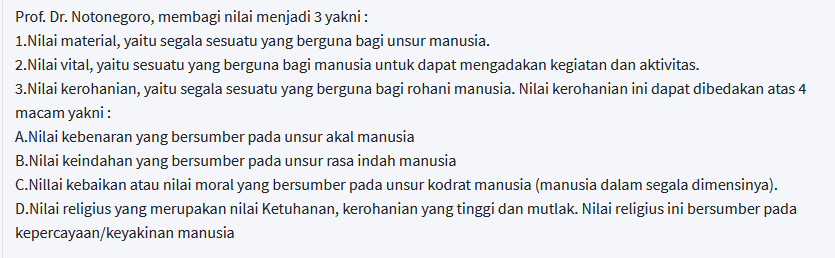 Prof. Dr. Notonegoro, membagi nilai menjadi 3 yakni :
1.Nilai material, yaitu segala sesuatu yang berguna bagi unsur manusia.
2.Nilai vital, yaitu sesuatu yang berguna bagi manusia untuk dapat mengadakan kegiatan dan aktivitas.
3.Nilai kerohanian, yaitu segala sesuatu yang berguna bagi rohani manusia. Nilai kerohanian ini dapat dibedakan atas 4
macam yakni :
A.Nilai kebenaran yang bersumber pada unsur akal manusia
B.Nilai keindahan yang bersumber pada unsur rasa indah manusia
C.Nillai kebaikan atau nilai moral yang bersumber pada unsur kodrat manusia (manusia dalam segala dimensinya).
D.Nilai religius yang merupakan nilai Ketuhanan, kerohanian yang tinggi dan mutlak. Nilai religius ini bersumber pada
kepercayaan/keyakinan manusia